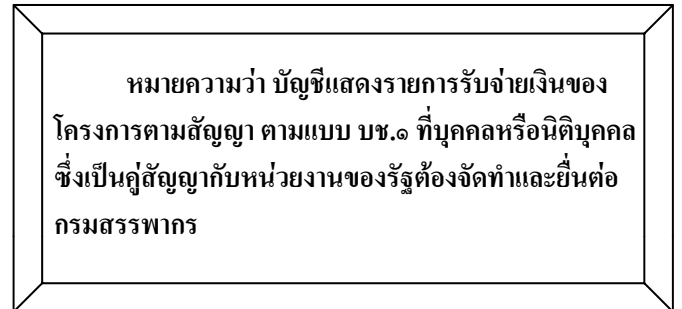 หมายความว่า บัญชีแสดงรายการรับจ่ายเงินของ
โครงการตามสัญญา ตามแบบ บช.๑ ที่บุคคลหรือนิติบุคคล
ซึ่งเป็นคู่สัญญากับหน่วยงานของรัฐต้องจัดทำและยื่นต่อ
กรมสรรพากร